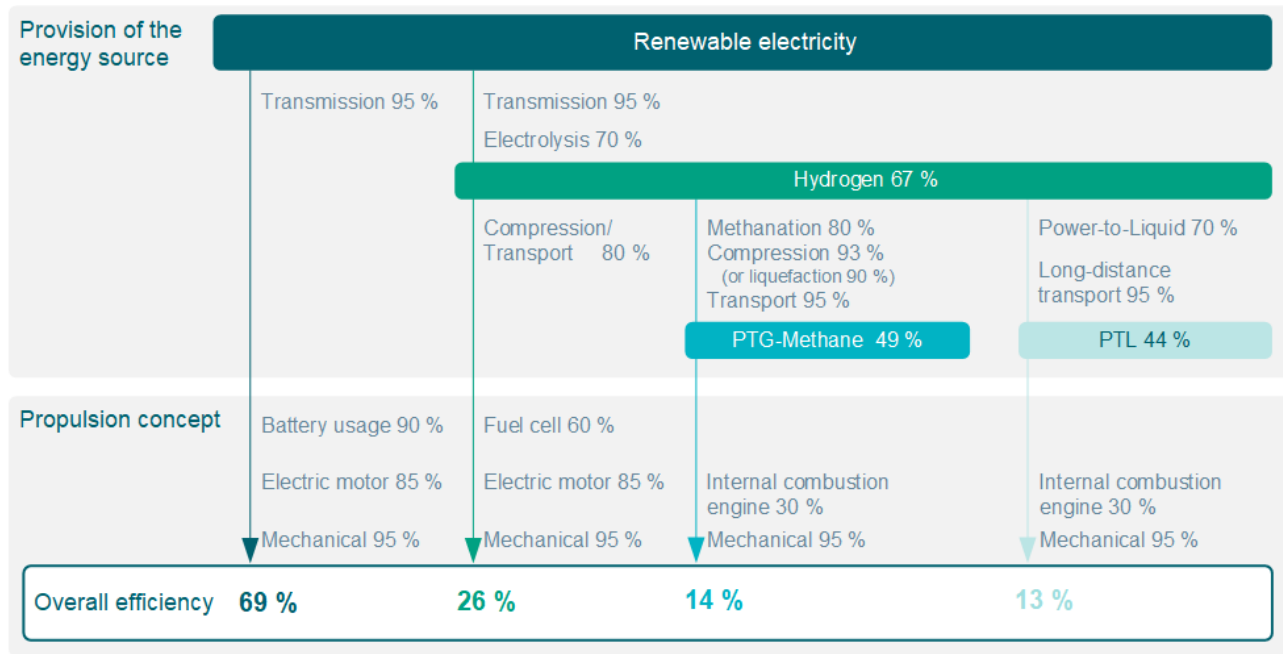 Provision of the
energy source
Renewable electricity
Transmission 95 %
Transmission 95 %
Electrolysis 70 %
Hydrogen 67 %
Compression/
Transport 80 %
Methanation 80 %
Compression 93 %
(or liquefaction 90 %)
Transport 95 %
Power-to-Liquid 70 %
Long-distance
transport 95 %
PTG-Methane 49 %
PTL 44 %
Propulsion concept
Battery usage 90 %
Fuel cell 60 %
Electric motor 85 %
Electric motor 85 %
Internal combustion
engine 30 %
Internal combustion
engine 30 %
Mechanical 95 %
Mechanical 95 %
Mechanical 95 %
Mechanical 95 %
Overall efficiency
69 %
26 %
14 %
13 %